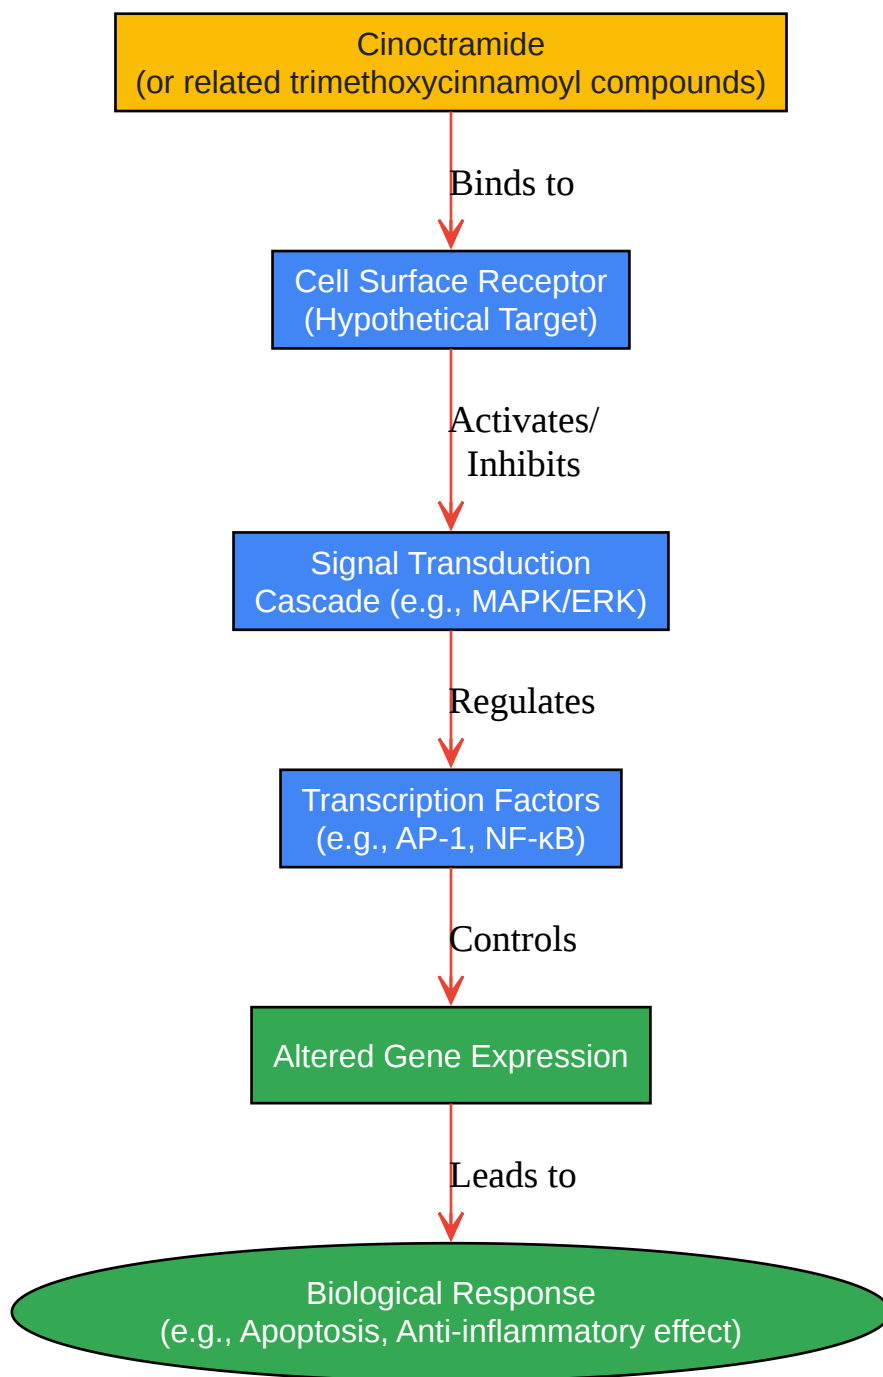 Cinoctramide
(or related trimethoxycinnamoyl compounds)
Binds to
Cell Surface Receptor
(Hypothetical Target)
Activates/
Inhibits
Signal Transduction
Cascade (e.g., MAPK/ERK)
Regulates
Transcription Factors
(e.g., AP-1, NF-κB)
Controls
Altered Gene Expression
Leads to
Biological Response
(e.g., Apoptosis, Anti-inflammatory effect)